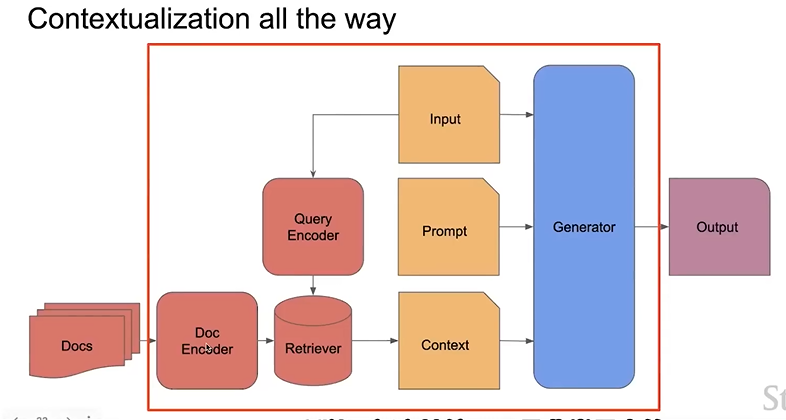 Contextualization all the way
Input
Query
Encoder
Prompt
Generator
Output
Docs
Doc
Encoder
Retriever
Context
St